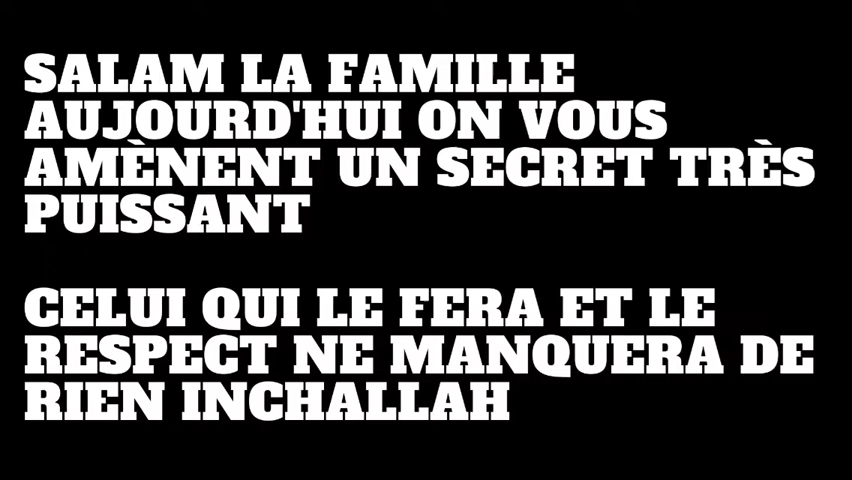 SALAM LA FAMILLE
AUJOURD'HUI ON VOUS
AMÈNENT UN SECRET TRÈS
PUISSANT
CELUI QUI LE FERA ET LE
RESPECT NE MANQUERA DE
RIEN INCHALLAH